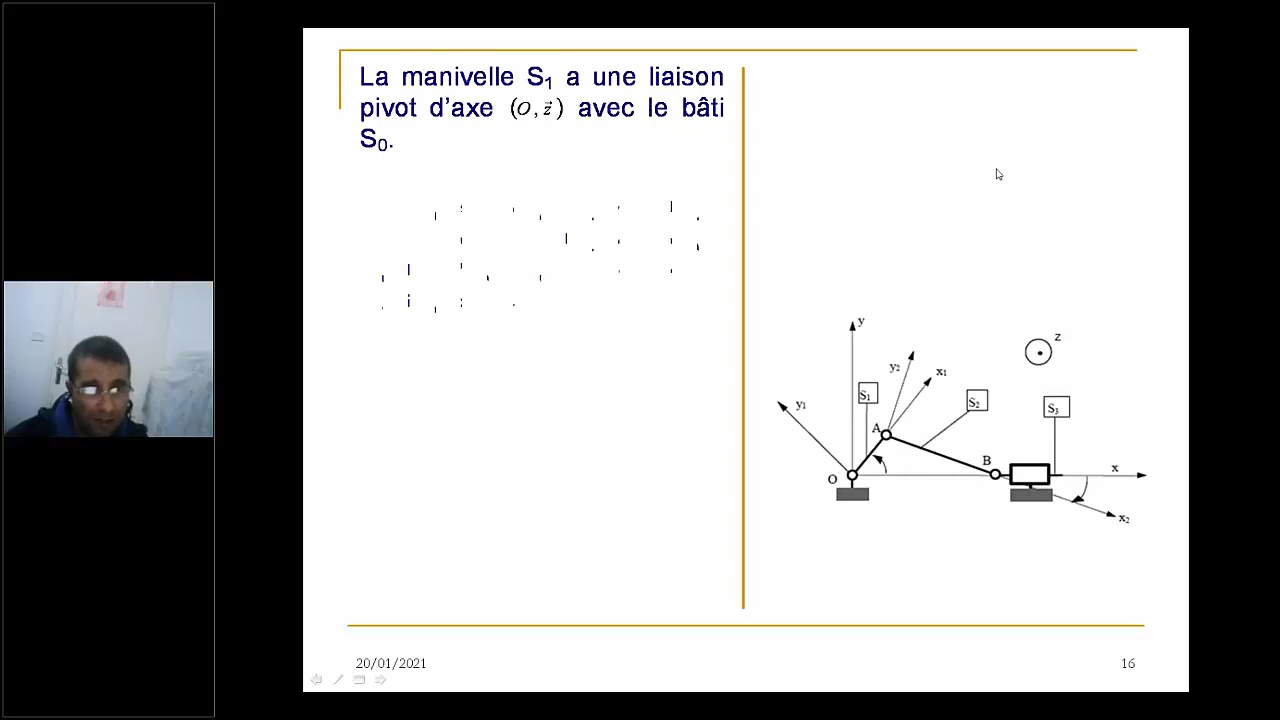 La manivelle S₁ a une liaison
pivot d'axe (O, z⃗) avec le bâti
S₀.
y
z
y₂
x₁
S₁
S₂
S₃
y₁
A
B
x
O
x₂
20/01/2021
16